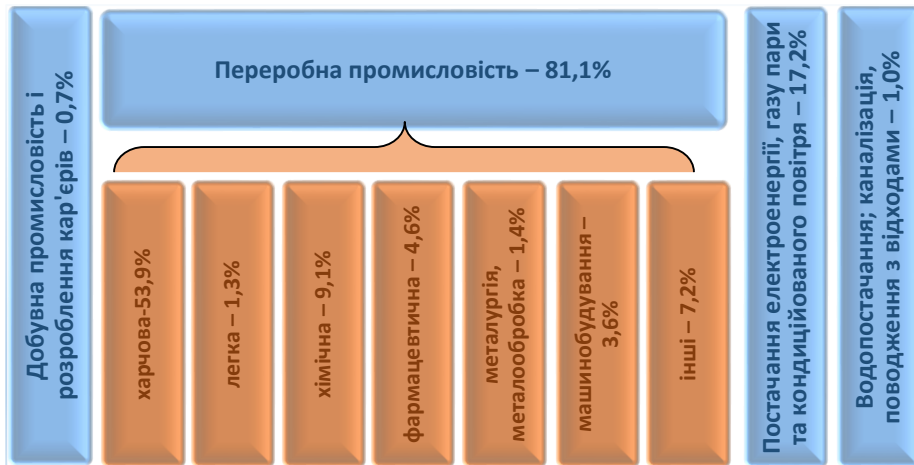 Добувна промисловість і
розроблення кар'єрів – 0,7%
Переробна промисловість – 81,1%
харчова-53,9%
легка – 1,3%
хімічна – 9,1%
фармацевтична – 4,6%
металургія,
металообробка – 1,4%
машинобудування –
3,6%
інші – 7,2%
Постачання електроенергії, газу пари
та кондиційованого повітря – 17,2%
Водопостачання; каналізація,
поводження з відходами – 1,0%